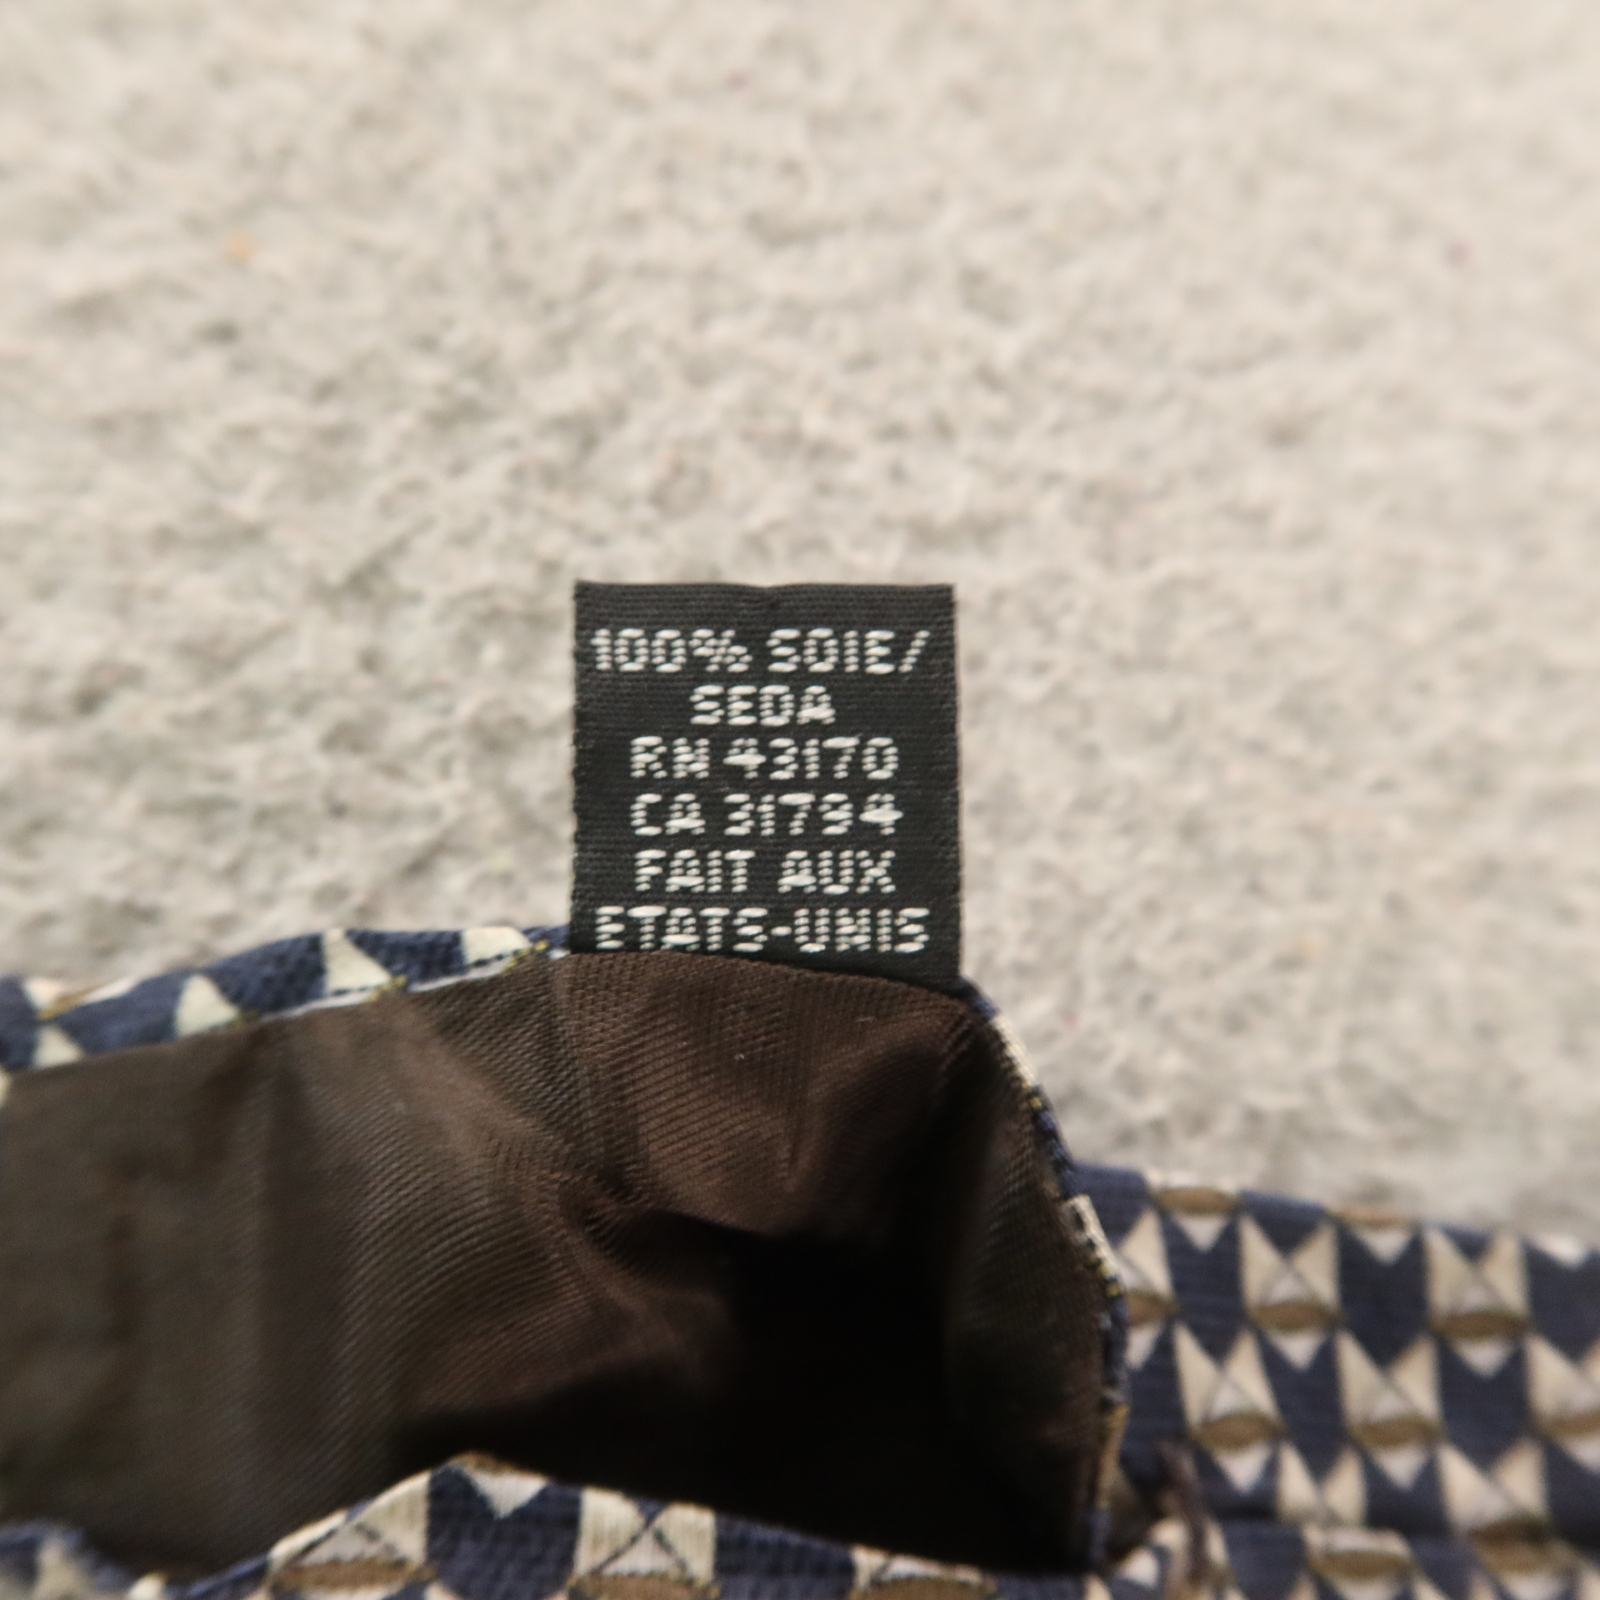 100% SOIE/
SEDA
RN 43170
CA 31794
FAIT AUX
ETATS-UNIS